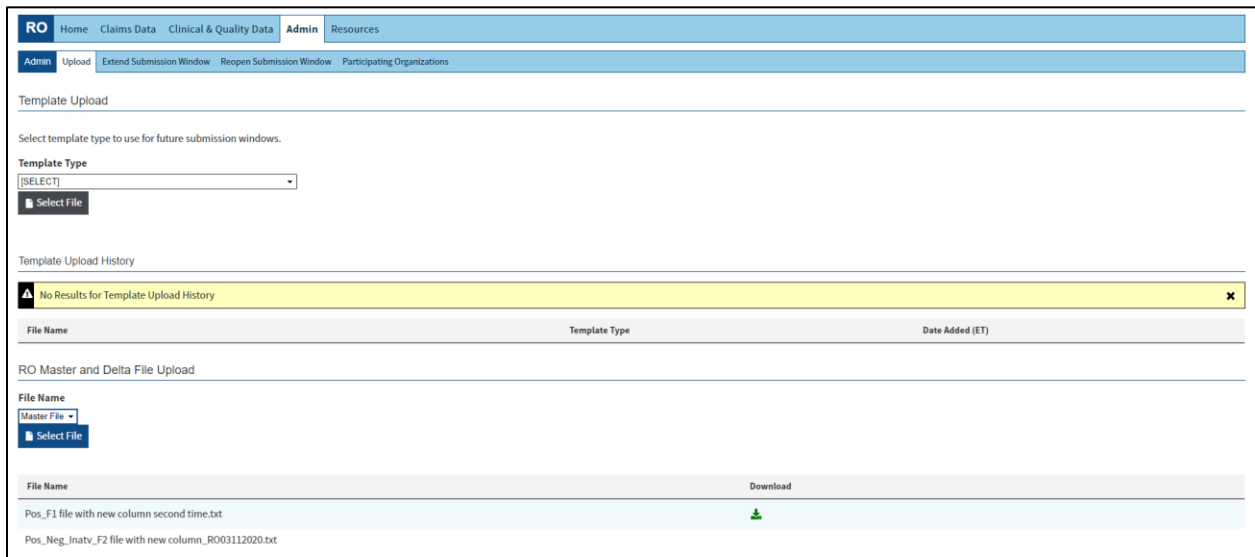 RO Home Claims Data Clinical & Quality Data Admin Resources
Admin Upload Extend Submission Window Reopen Submission Window Participating Organizations
Template Upload
Select template type to use for future submission windows.
Template Type
[SELECT]
Select File
Template Upload History
No Results for Template Upload History
File Name Template Type Date Added (ET)
RO Master and Delta File Upload
File Name
Master File
Select File
File Name Download
Pos_F1 file with new column second time.txt
Pos_Neg_Inatv_F2 file with new column_RO03112020.txt